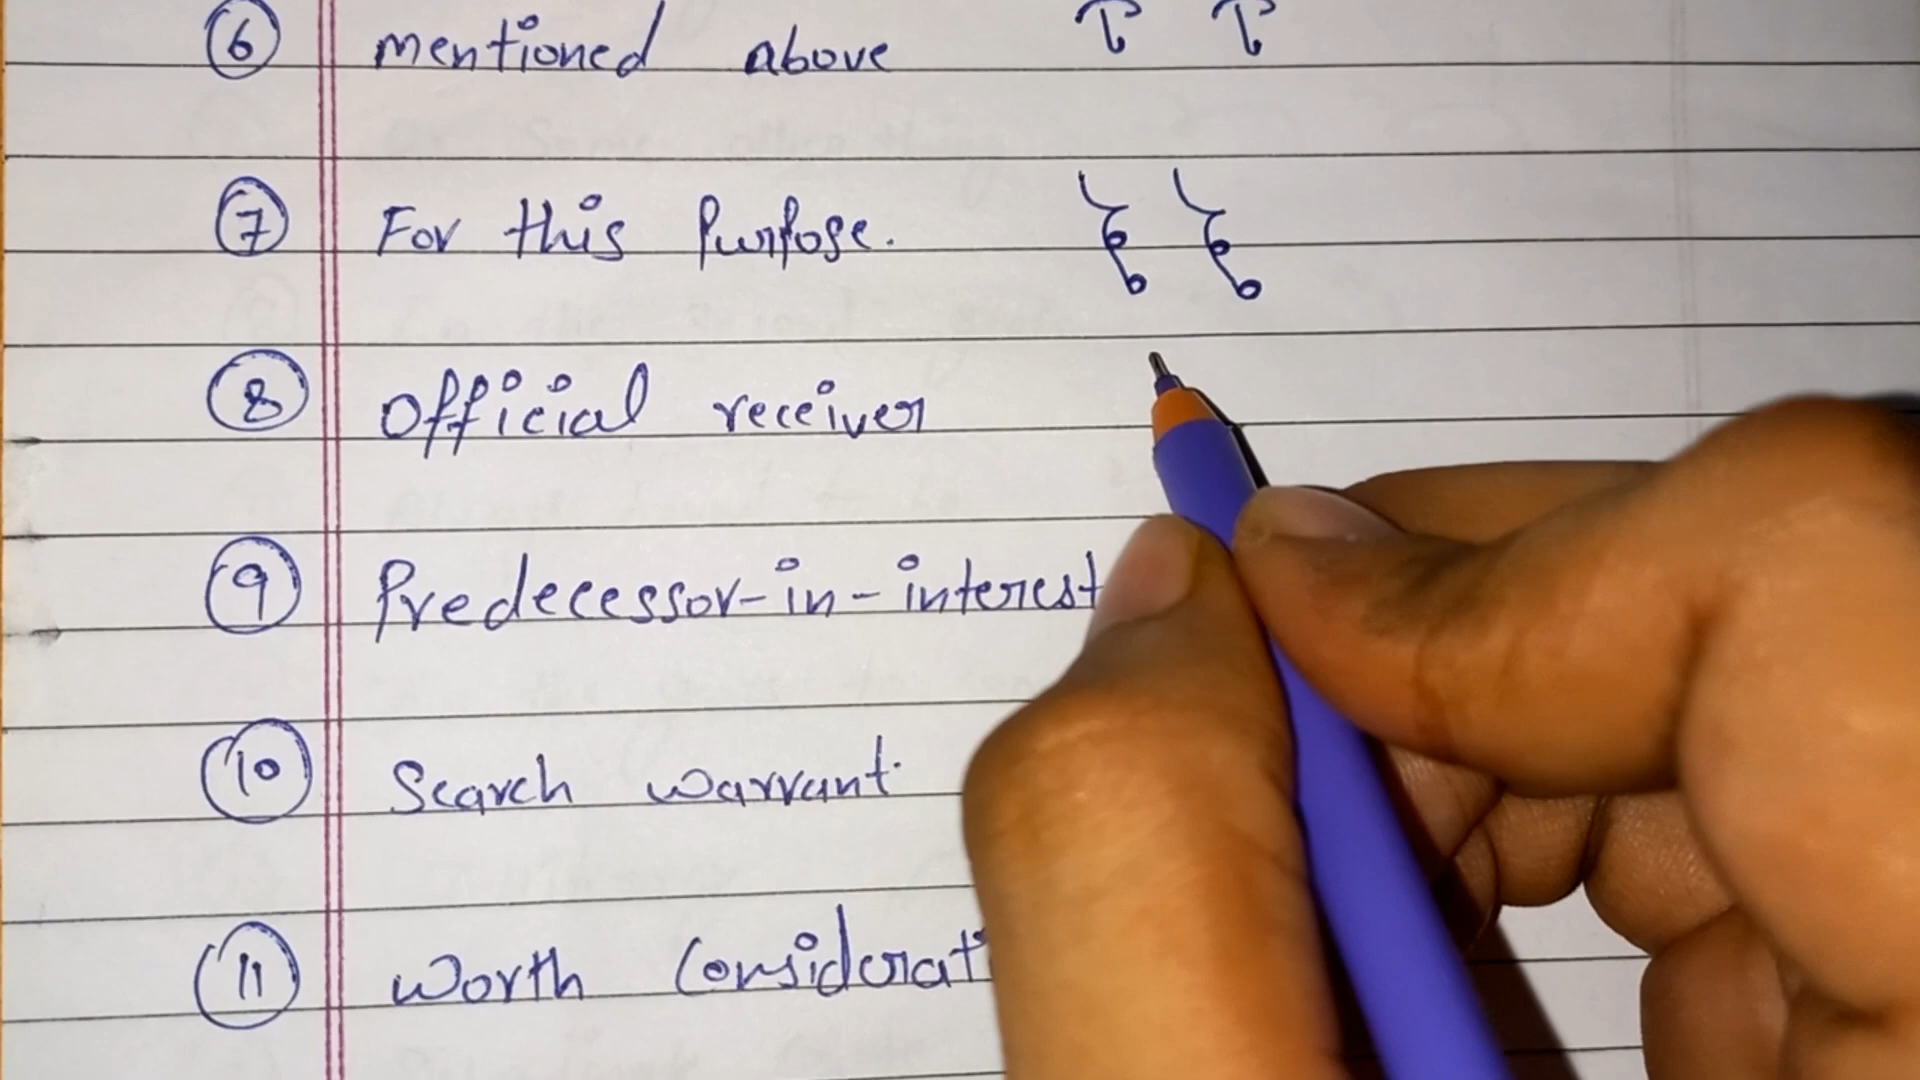 6 mentioned above
7 For this Purpose.
8 Official receiver
9 Predecessor-in-interest
10 Search warrant.
11 Worth Considerat